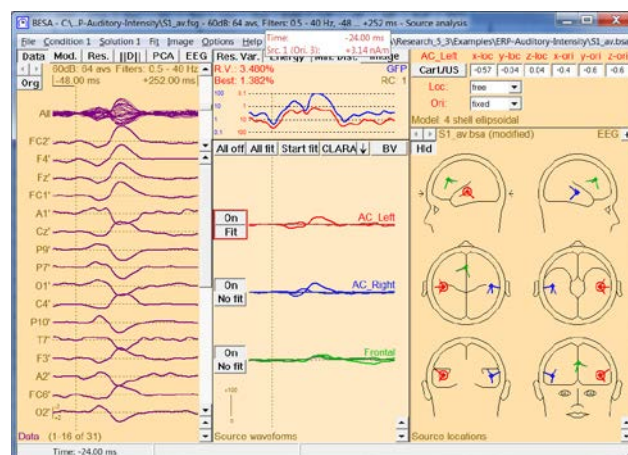 BESA - C:\...P-Auditory-Intensity\S1_av.fsg - 60dB: 64 avs, Filters: 0.5 - 40 Hz, -48 ... +252 ms - Source analysis
File Condition 1 Solution 1 Fit Image Options Help
Time: -24.00 ms
Src. 1 (Ori. 3): +3.14 nAm
Research_5_3\Examples\ERP-Auditory-Intensity\S1_av.bsa
Data Mod. Res. ||D|| PCA EEG
60dB: 64 avs Filters: 0.5 - 40 Hz
-48.00 ms +252.00 ms
Org
All
FC2'
F4'
Fz'
FC1'
A1'
Cz'
P9'
P7'
O1'
C4'
P10'
T7'
F3'
A2'
FC6'
O2'
Data (1-16 of 31)
Time: -24.00 ms
Res. Var. Energy Min. Dist. Image
R.V.: 3.480% GFP
Best: 1.382% RC 1
All off All fit Start fit CLARA BV
On
Fit
AC_Left
On
No fit
AC_Right
On
No fit
Frontal
Source waveforms
AC_Left x-loc y-loc z-loc x-ori y-ori z-ori
Cart/US -0.57 -0.04 0.04 -0.4 -0.6 -0.6
Loc: free
Ori: fixed
Model: 4 shell ellipsoidal
S1_av.bsa (modified) EEG
Hid
Source locations